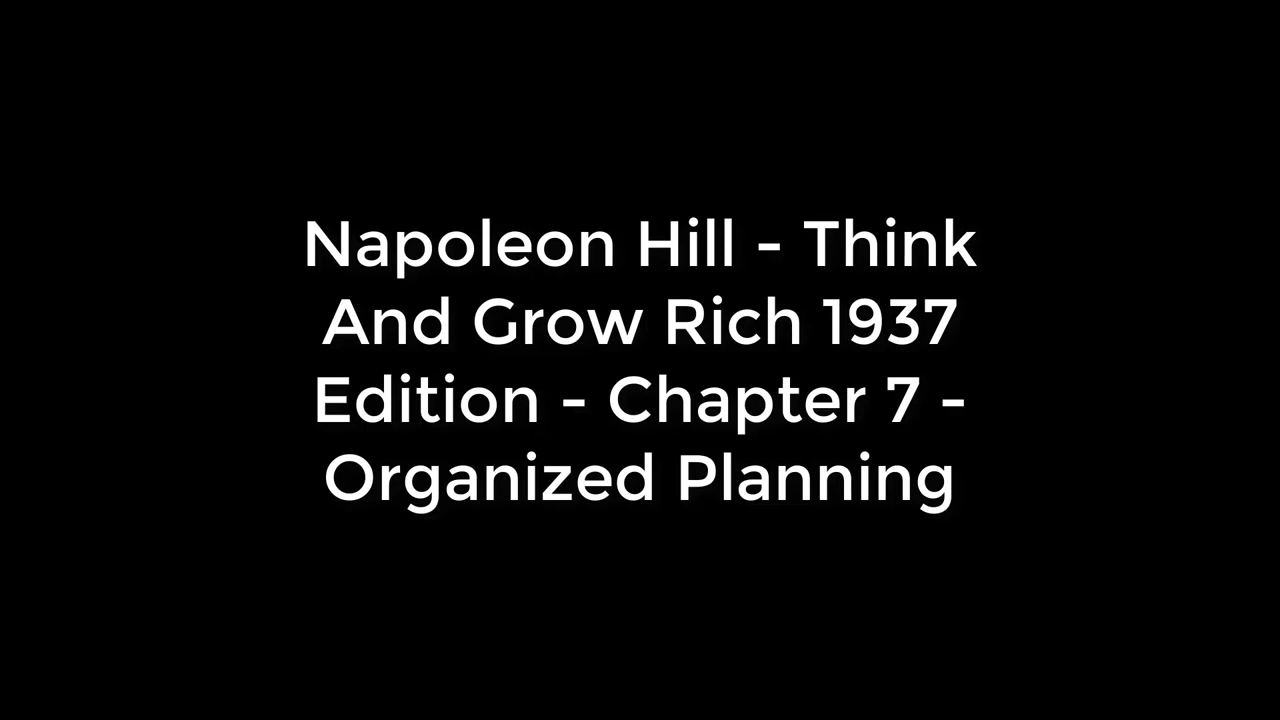 Napoleon Hill - Think
And Grow Rich 1937
Edition - Chapter 7 -
Organized Planning